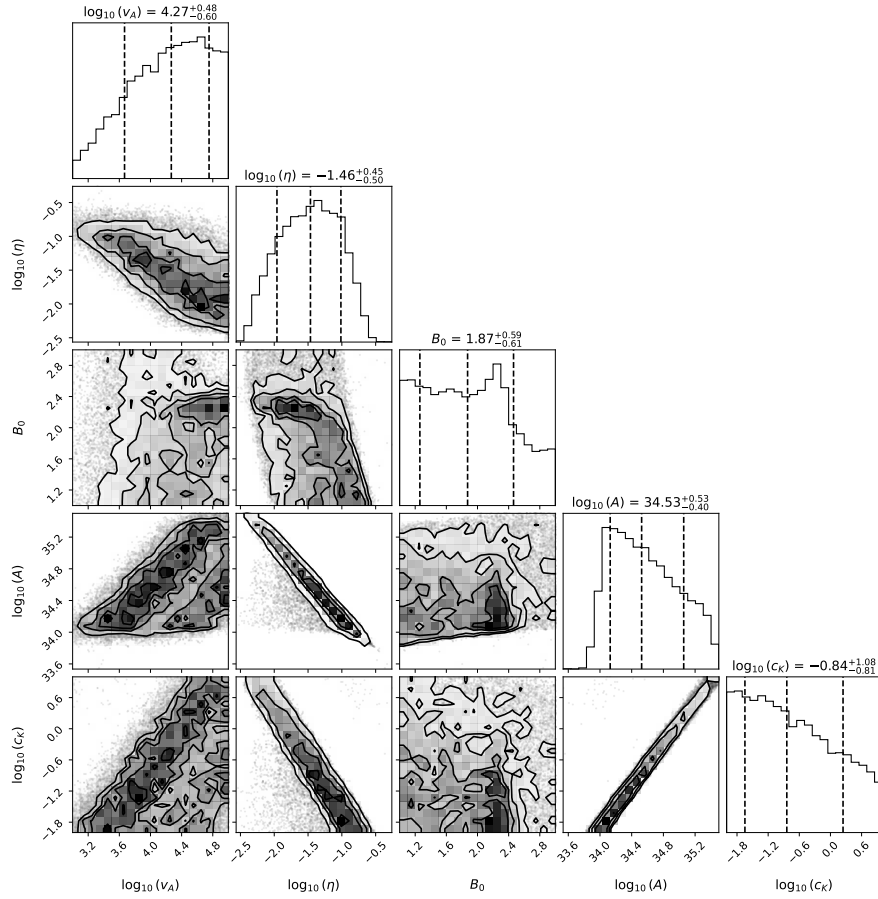 log₁₀(v_A) = 4.27^{+0.48}_{−0.60}
log₁₀(η) = −1.46^{+0.45}_{−0.50}
−0.5
−1.0
−1.5
−2.0
−2.5
log₁₀(η)
B₀ = 1.87^{+0.59}_{−0.61}
2.8
2.4
2.0
1.6
1.2
B₀
log₁₀(A) = 34.53^{+0.53}_{−0.40}
35.2
34.8
34.4
34.0
33.6
log₁₀(A)
log₁₀(c_K) = −0.84^{+1.08}_{−0.81}
0.6
0.0
−0.6
−1.2
−1.8
log₁₀(c_K)
3.2 3.6 4.0 4.4 4.8 −2.5 −2.0 −1.5 −1.0 −0.5 1.2 1.6 2.0 2.4 2.8 33.6 34.0 34.4 34.8 35.2 −1.8 −1.2 −0.6 0.0 0.6
log₁₀(v_A) log₁₀(η) B₀ log₁₀(A) log₁₀(c_K)